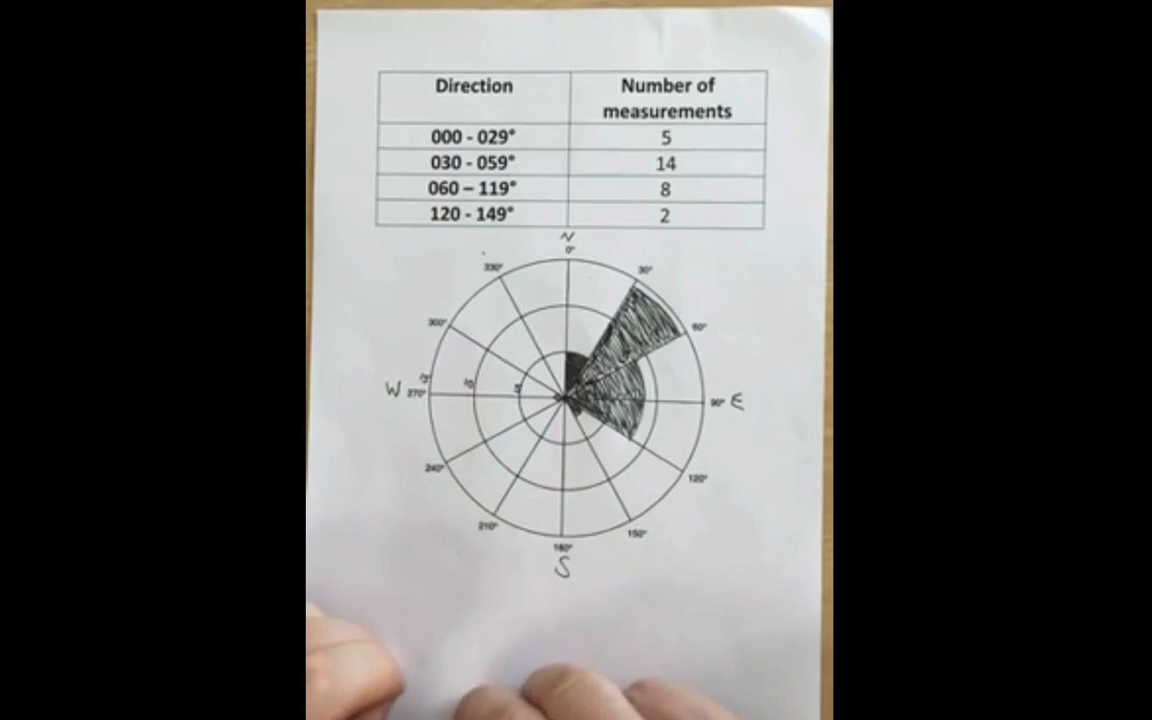 Direction Number of
measurements
000 - 029° 5
030 - 059° 14
060 – 119° 8
120 - 149° 2
N
0°
330° 30°
300° 60°
15 10 5
W 270° 90° E
240° 120°
210° 150°
180°
S